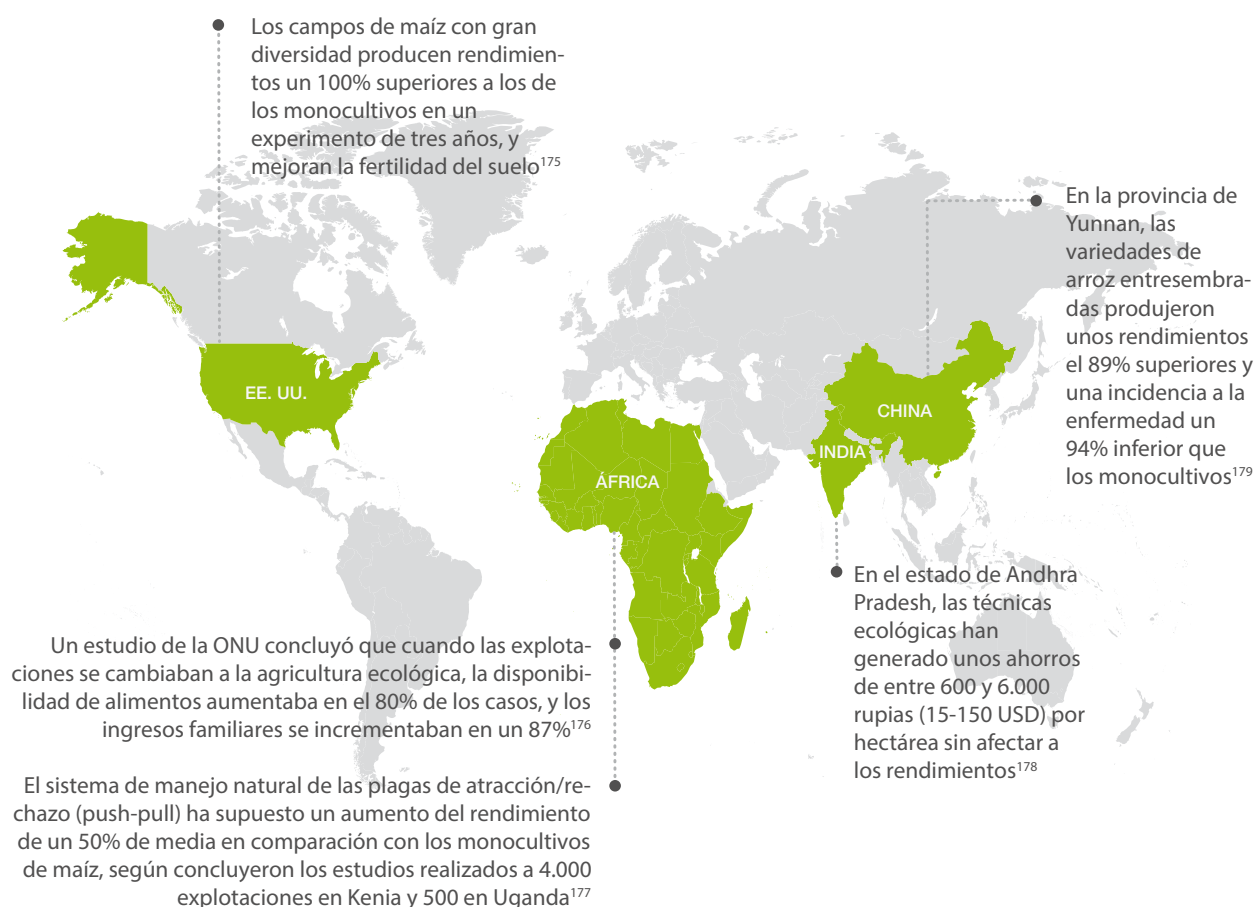 Los campos de maíz con gran
diversidad producen rendimien-
tos un 100% superiores a los de
los monocultivos en un
experimento de tres años, y
mejoran la fertilidad del suelo175
En la provincia de
Yunnan, las
variedades de
arroz entresembra-
das produjeron
unos rendimientos
el 89% superiores y
una incidencia a la
enfermedad un
94% inferior que
los monocultivos179
EE. UU.
CHINA
INDIA
ÁFRICA
En el estado de Andhra
Pradesh, las técnicas
ecológicas han
generado unos ahorros
de entre 600 y 6.000
rupias (15-150 USD) por
hectárea sin afectar a
los rendimientos178
Un estudio de la ONU concluyó que cuando las explota-
ciones se cambiaban a la agricultura ecológica, la disponibi-
lidad de alimentos aumentaba en el 80% de los casos, y los
ingresos familiares se incrementaban en un 87%176
El sistema de manejo natural de las plagas de atracción/re-
chazo (push-pull) ha supuesto un aumento del rendimiento
de un 50% de media en comparación con los monocultivos
de maíz, según concluyeron los estudios realizados a 4.000
explotaciones en Kenia y 500 en Uganda177